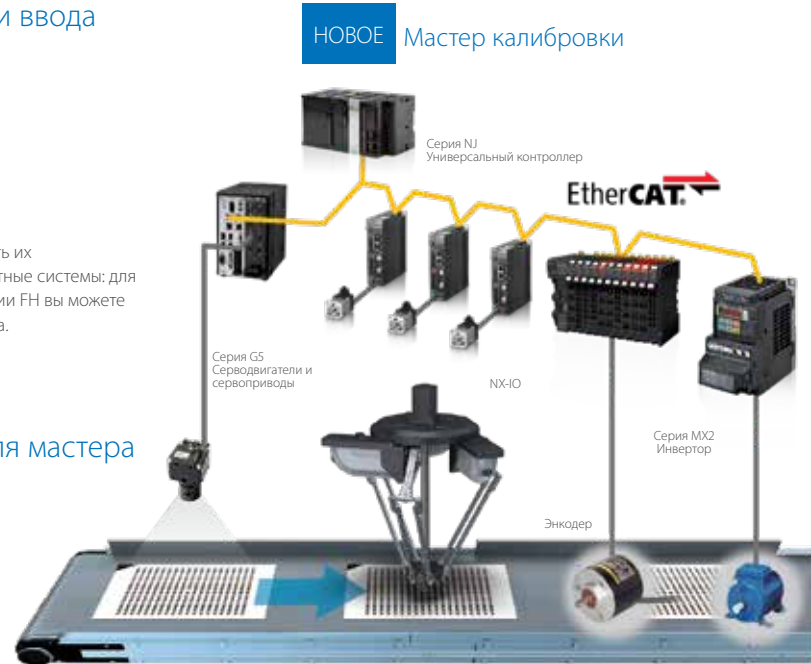 и ввода
НОВОЕ Мастер калибровки
Серия NJ
Универсальный контроллер
EtherCAT®
ть их
тные системы: для
ии FH вы можете
а.
Серия G5
Серводвигатели и
сервоприводы
NX-IO
Серия MX2
Инвертор
ля мастера
Энкодер